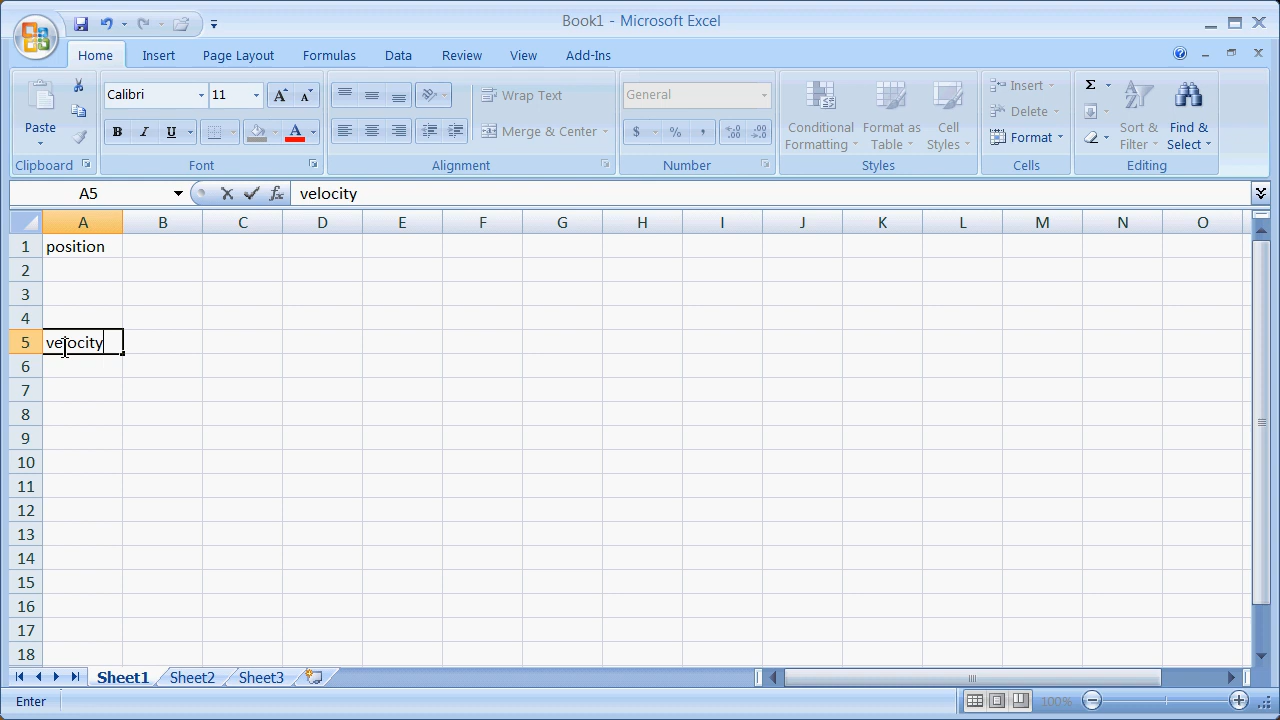 Book1 - Microsoft Excel
Home Insert Page Layout Formulas Data Review View Add-Ins
Calibri 11 Wrap Text General Insert Σ
Paste Conditional Formatting Format as Table Cell Styles Delete Sort & Filter Find & Select
B I U A Merge & Center $ % , Format
Clipboard Font Alignment Number Styles Cells Editing
A5 fx velocity
A B C D E F G H I J K L M N O
1 position
2
3
4
5 velocity
6
7
8
9
10
11
12
13
14
15
16
17
18
Sheet1 Sheet2 Sheet3
Enter 100%